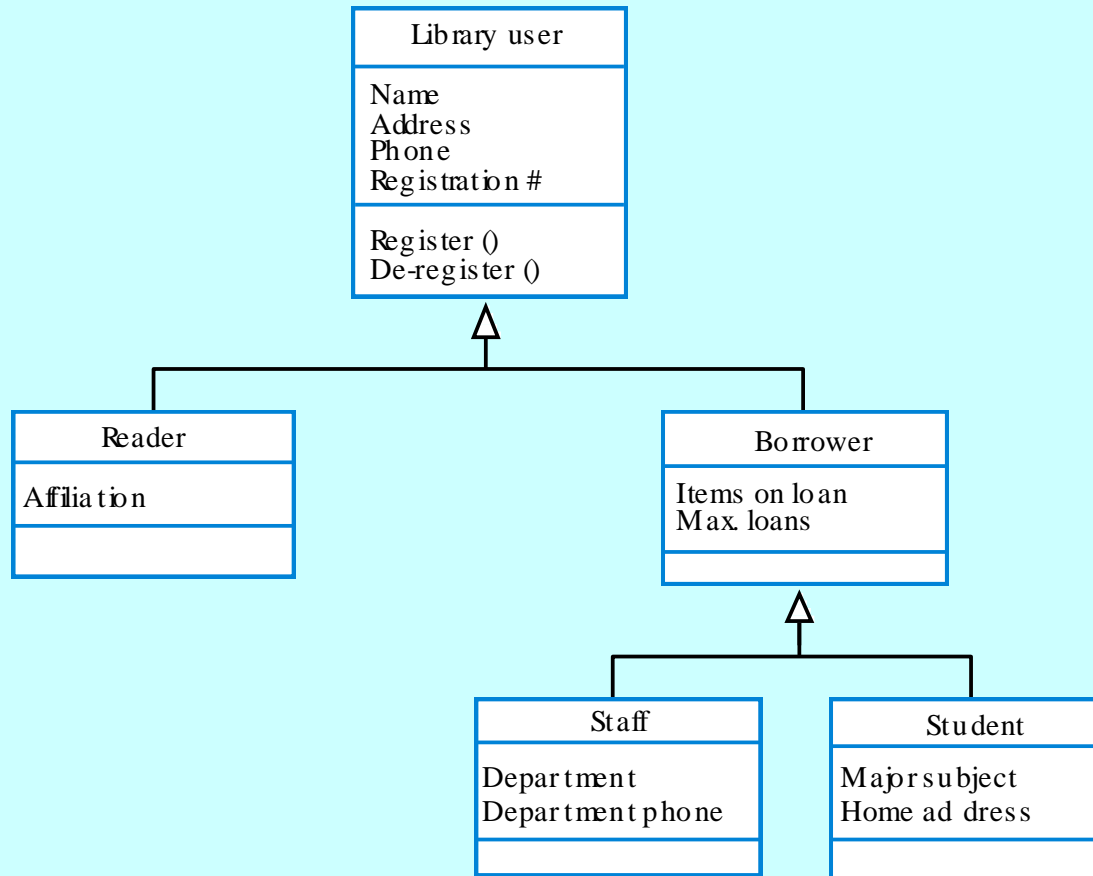 Library user
Name
Address
Phone
Registration #
Register ()
De-register ()
Reader
Affiliation
Borrower
Items on loan
Max. loans
Staff
Department
Department phone
Student
Major subject
Home address